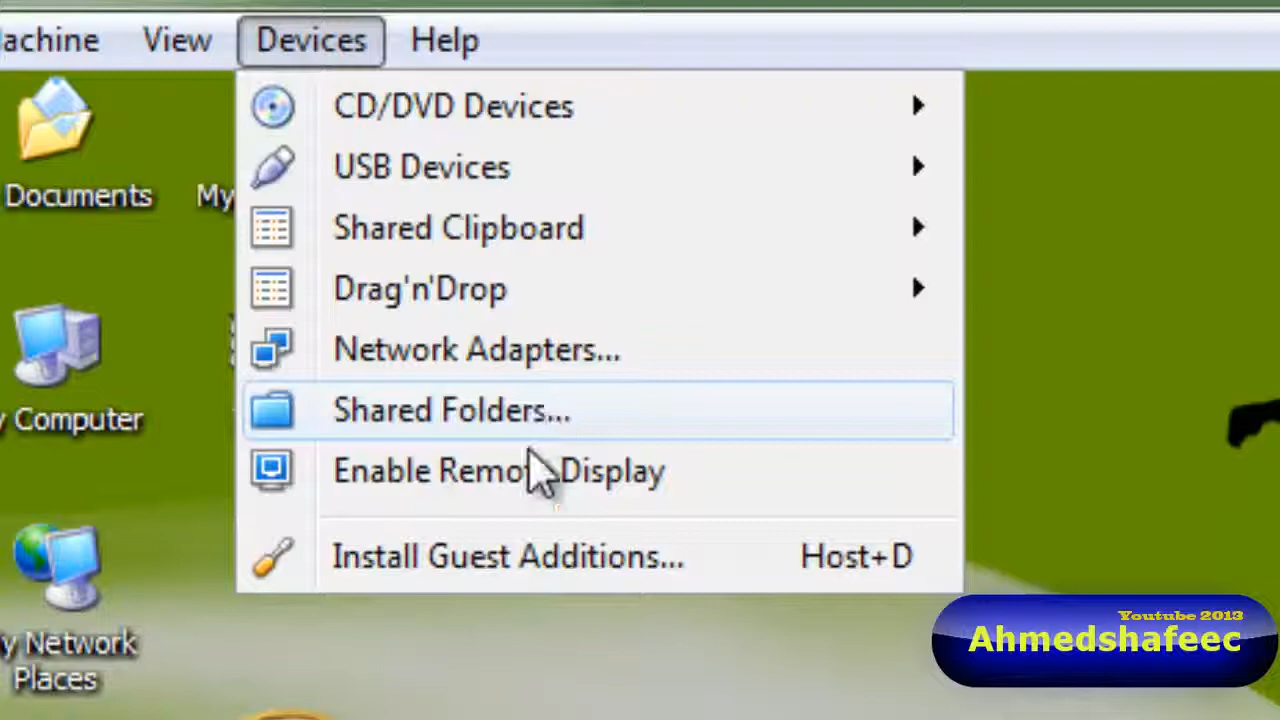 achine View Devices Help
CD/DVD Devices
USB Devices
Documents My
Shared Clipboard
Drag'n'Drop
Network Adapters...
Shared Folders...
y Computer
Enable Remo Display
Install Guest Additions... Host+D
Youtube 2013
Ahmedshafeec
y Network
Places